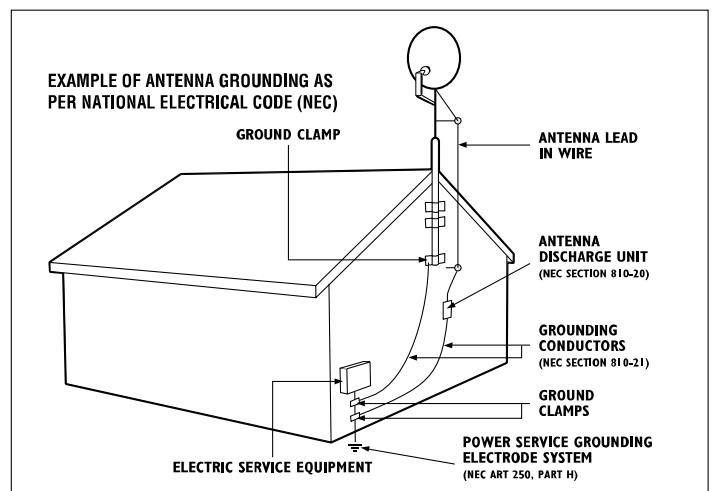 EXAMPLE OF ANTENNA GROUNDING AS
PER NATIONAL ELECTRICAL CODE (NEC)
GROUND CLAMP
ANTENNA LEAD
IN WIRE
ANTENNA
DISCHARGE UNIT
(NEC SECTION 810-20)
GROUNDING
CONDUCTORS
(NEC SECTION 810-21)
GROUND
CLAMPS
POWER SERVICE GROUNDING
ELECTRODE SYSTEM
(NEC ART 250, PART H)
ELECTRIC SERVICE EQUIPMENT